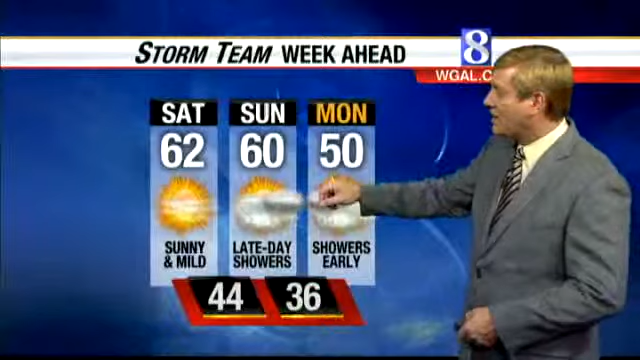 STORM TEAM WEEK AHEAD
8
WGAL.C
SAT SUN MON
62 60 50
SUNNY & MILD
LATE-DAY SHOWERS
SHOWERS EARLY
44 36